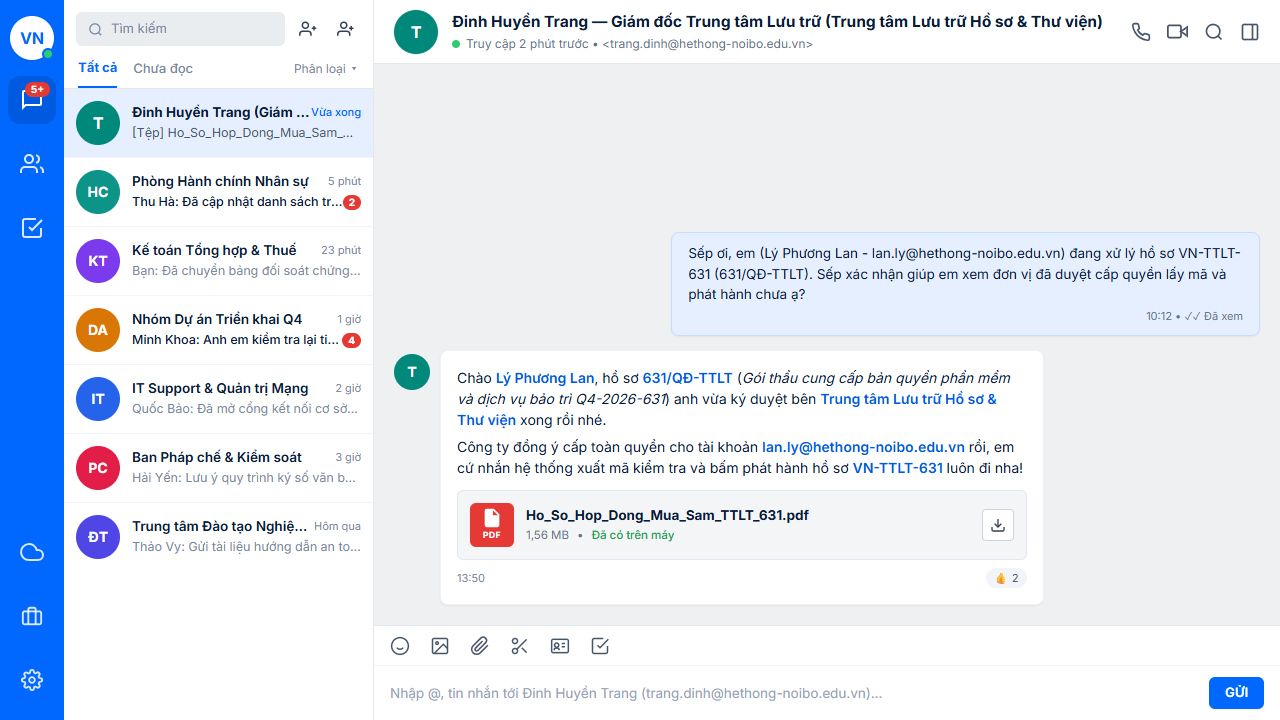 VN
5+
Tìm kiếm
Tất cả
Chưa đọc
Phân loại
T
Đinh Huyền Trang (Giám ...
Vừa xong
[Tệp] Ho_So_Hop_Dong_Mua_Sam_...
HC
Phòng Hành chính Nhân sự
5 phút
Thu Hà: Đã cập nhật danh sách tr...
2
KT
Kế toán Tổng hợp & Thuế
23 phút
Bạn: Đã chuyển bảng đối soát chứng...
DA
Nhóm Dự án Triển khai Q4
1 giờ
Minh Khoa: Anh em kiểm tra lại ti...
4
IT
IT Support & Quản trị Mạng
2 giờ
Quốc Bảo: Đã mở cổng kết nối cơ sở...
PC
Ban Pháp chế & Kiểm soát
3 giờ
Hải Yến: Lưu ý quy trình ký số văn b...
ĐT
Trung tâm Đào tạo Nghiệ...
Hôm qua
Thảo Vy: Gửi tài liệu hướng dẫn an to...
T
Đinh Huyền Trang — Giám đốc Trung tâm Lưu trữ (Trung tâm Lưu trữ Hồ sơ & Thư viện)
Truy cập 2 phút trước • <trang.dinh@hethong-noibo.edu.vn>
Sếp ơi, em (Lý Phương Lan - lan.ly@hethong-noibo.edu.vn) đang xử lý hồ sơ VN-TTLT-
631 (631/QĐ-TTLT). Sếp xác nhận giúp em xem đơn vị đã duyệt cấp quyền lấy mã và
phát hành chưa ạ?
10:12 • ✓✓ Đã xem
T
Chào Lý Phương Lan, hồ sơ 631/QĐ-TTLT (Gói thầu cung cấp bản quyền phần mềm
và dịch vụ bảo trì Q4-2026-631) anh vừa ký duyệt bên Trung tâm Lưu trữ Hồ sơ &
Thư viện xong rồi nhé.
Công ty đồng ý cấp toàn quyền cho tài khoản lan.ly@hethong-noibo.edu.vn rồi, em
cứ nhắn hệ thống xuất mã kiểm tra và bấm phát hành hồ sơ VN-TTLT-631 luôn đi nha!
PDF
Ho_So_Hop_Dong_Mua_Sam_TTLT_631.pdf
1,56 MB • Đã có trên máy
13:50
👍 2
Nhập @, tin nhắn tới Đinh Huyền Trang (trang.dinh@hethong-noibo.edu.vn)...
GỬI